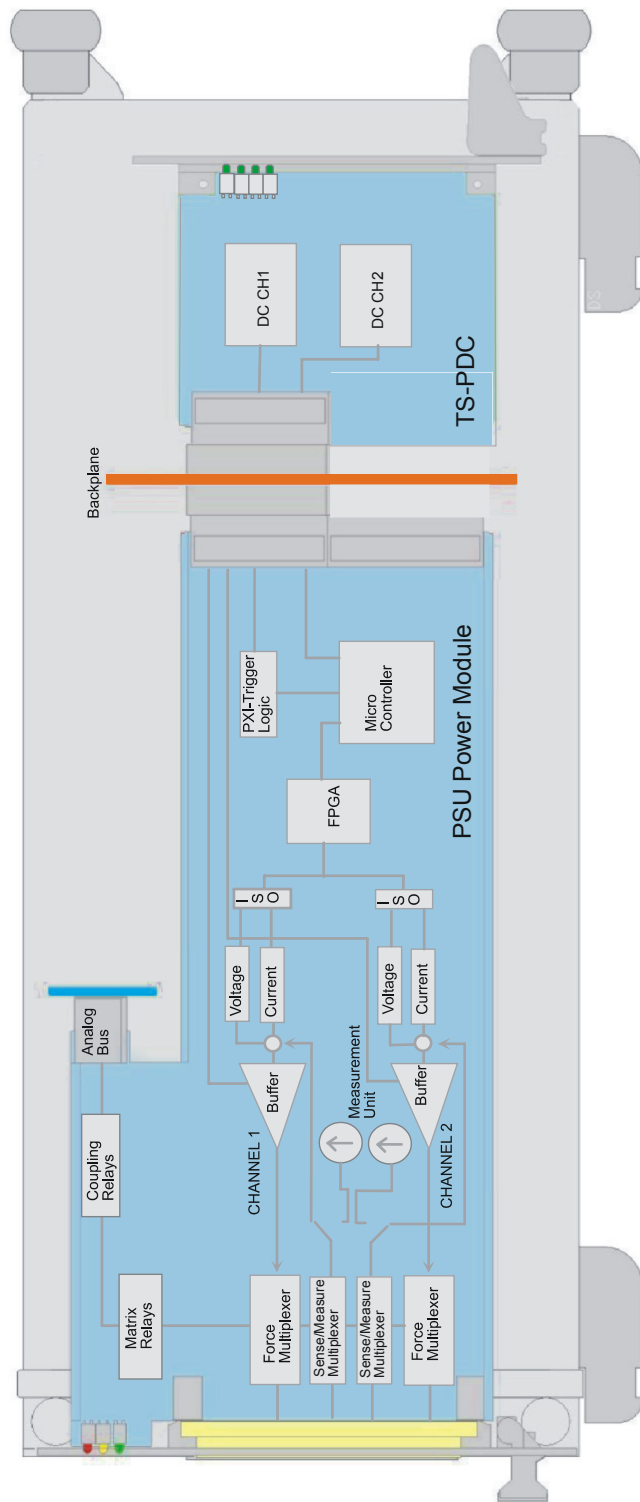 Backplane
DC CH1
DC CH2
TS-PDC
PXI-Trigger
Logic
Micro
Controller
FPGA
PSU Power Module
I
S
O
I
S
O
Voltage
Current
Voltage
Current
Analog
Bus
Buffer
Buffer
Measurement
Unit
CHANNEL 1
CHANNEL 2
Coupling
Relays
Matrix
Relays
Force
Multiplexer
Sense/Measure
Multiplexer
Sense/Measure
Multiplexer
Force
Multiplexer